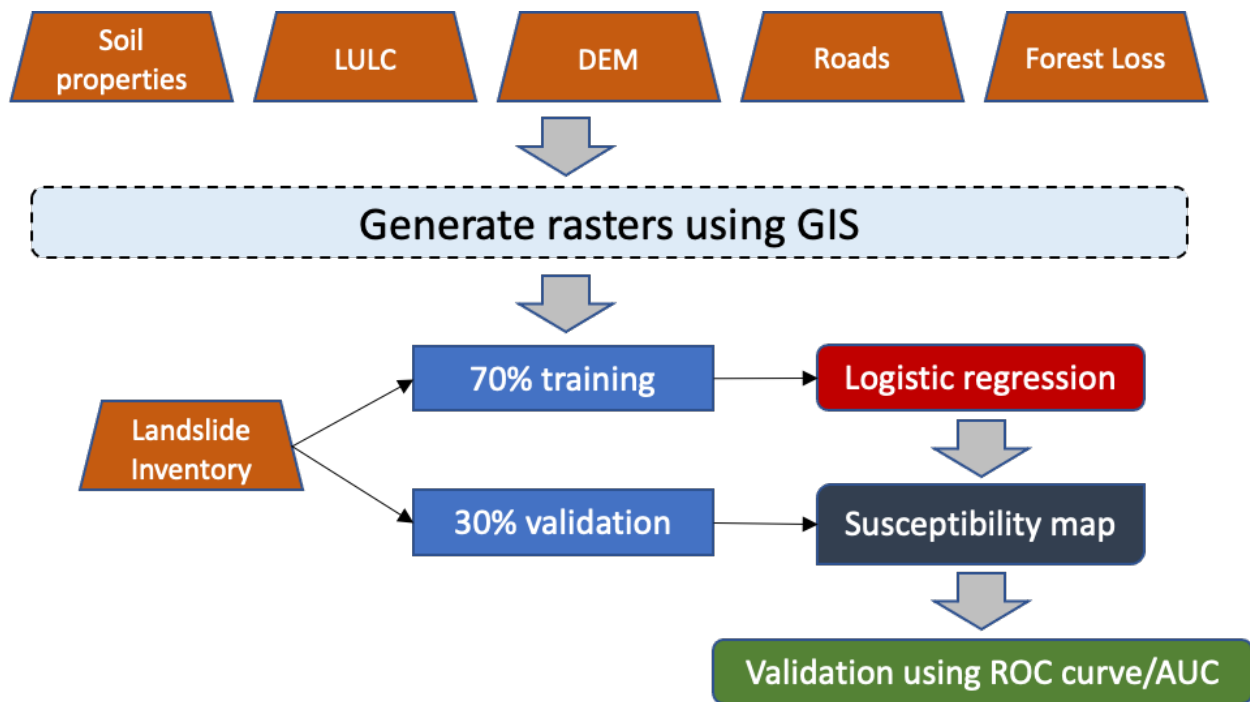 Soil
properties
LULC
DEM
Roads
Forest Loss
Generate rasters using GIS
70% training
Logistic regression
Landslide
Inventory
30% validation
Susceptibility map
Validation using ROC curve/AUC